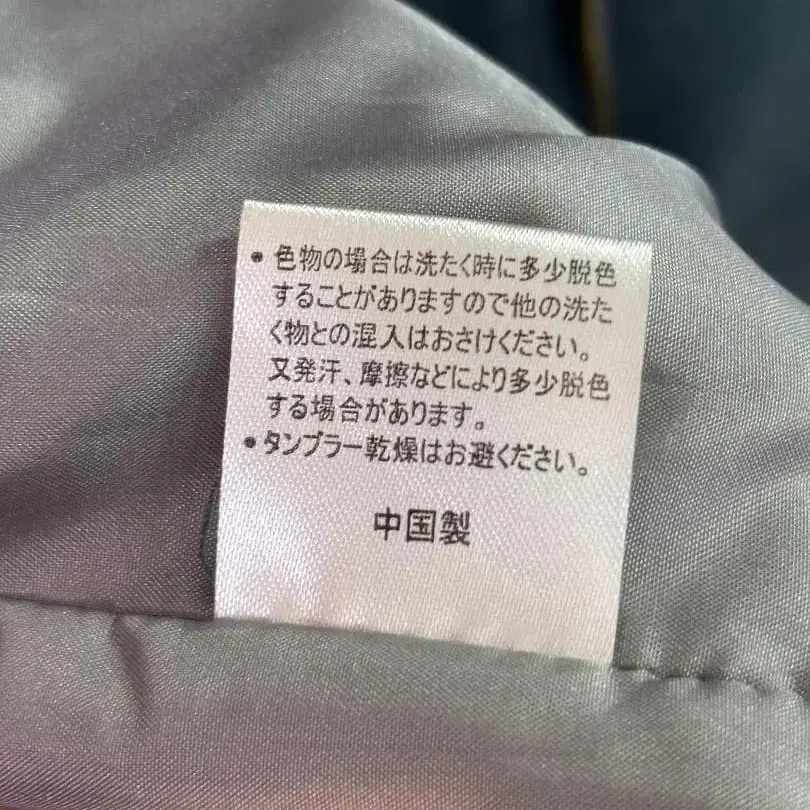 • 色物の場合は洗たく時に多少脱色
することがありますので他の洗た
く物との混入はおさけください。
又発汗、摩擦などにより多少脱色
する場合があります。
• タンブラー乾燥はお避ください。
中国製